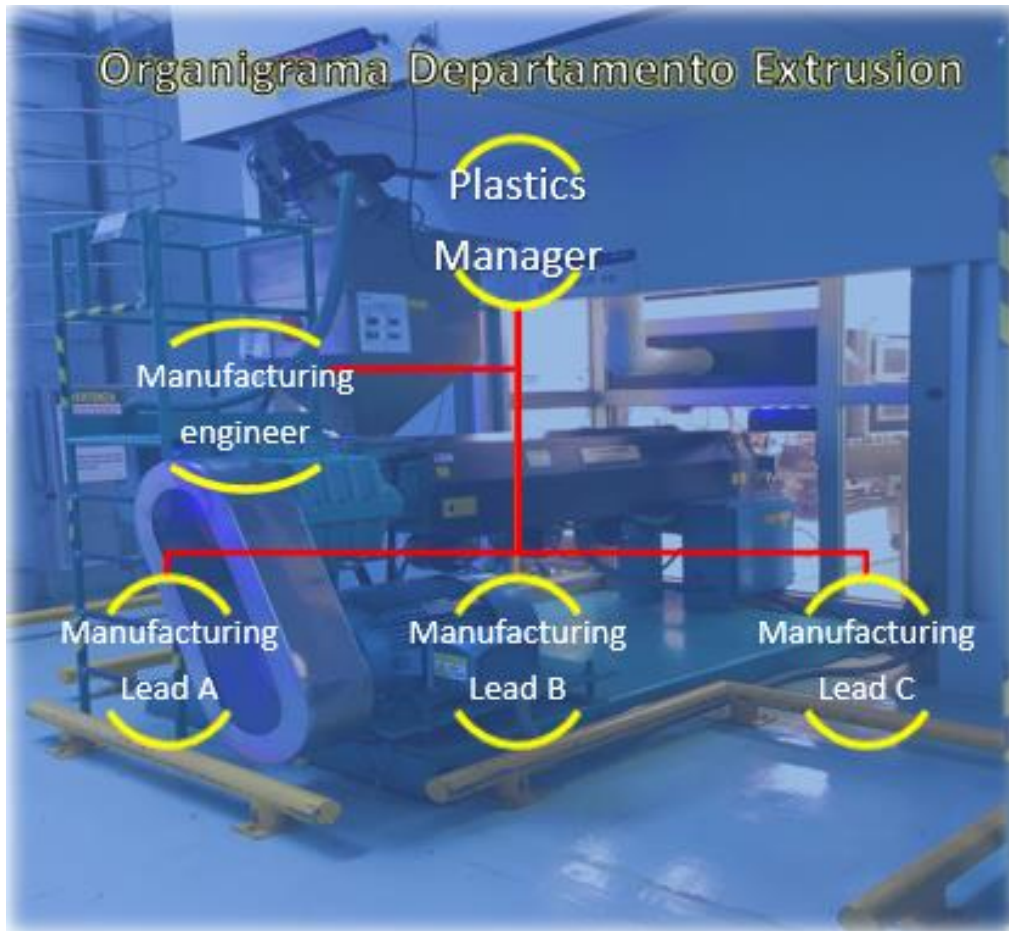 Organigrama Departamento Extrusion
Plastics
Manager
Manufacturing
engineer
Manufacturing
Lead A
Manufacturing
Lead B
Manufacturing
Lead C